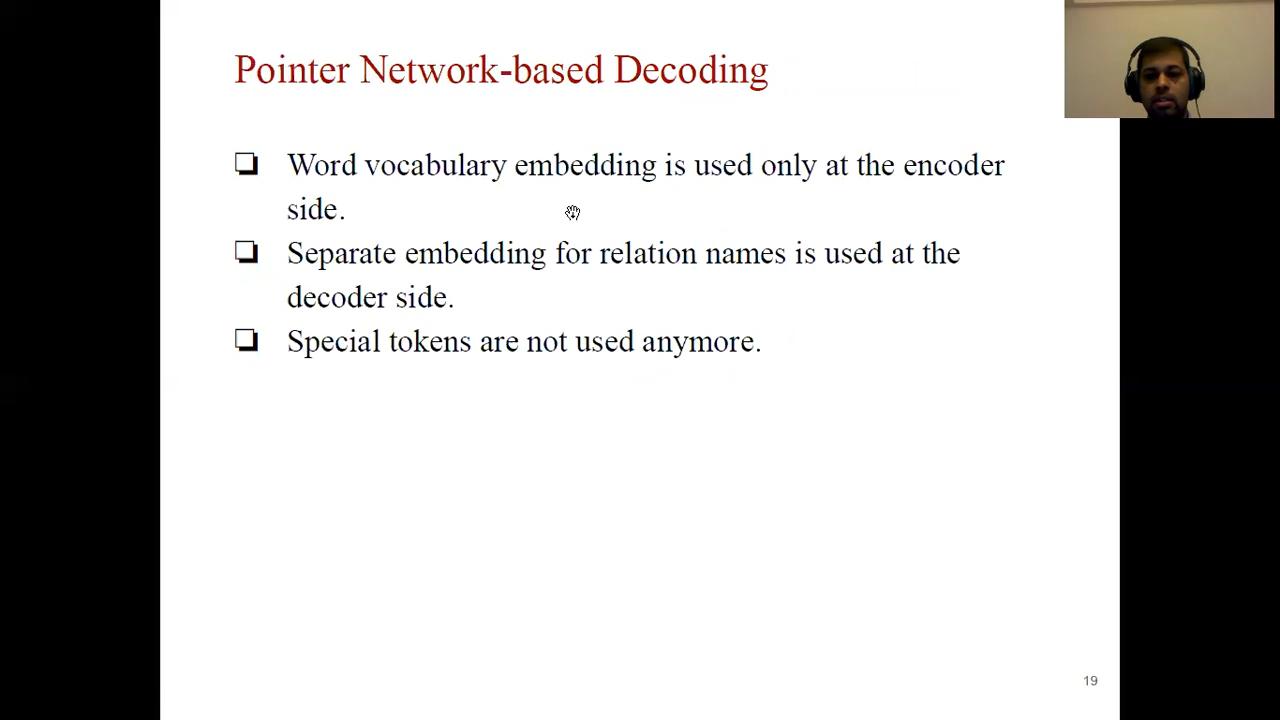 Pointer Network-based Decoding
Word vocabulary embedding is used only at the encoder
side.
Separate embedding for relation names is used at the
decoder side.
Special tokens are not used anymore.
19